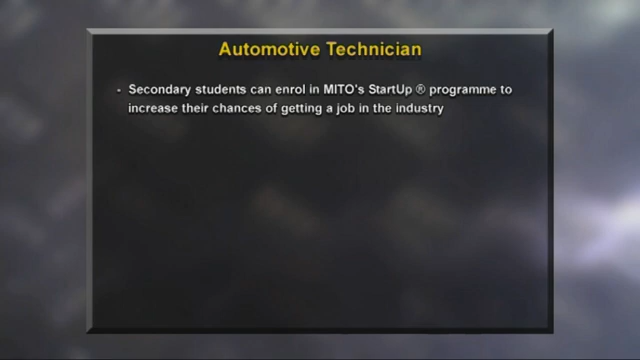 Automotive Technician
- Secondary students can enrol in MITO's StartUp ® programme to
increase their chances of getting a job in the industry